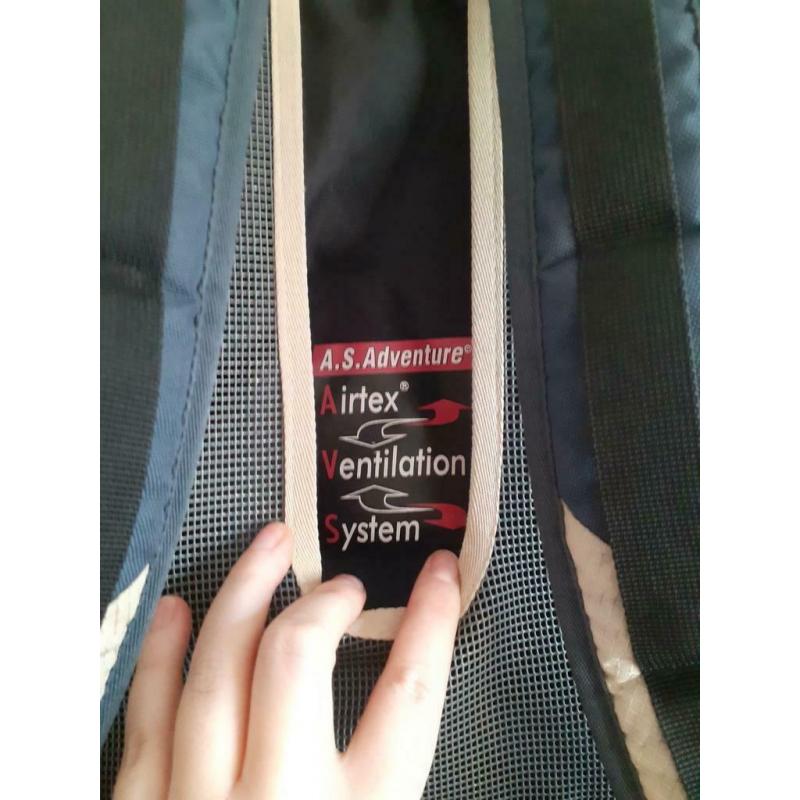 A.S.Adventure©
Airtex®
Ventilation
System